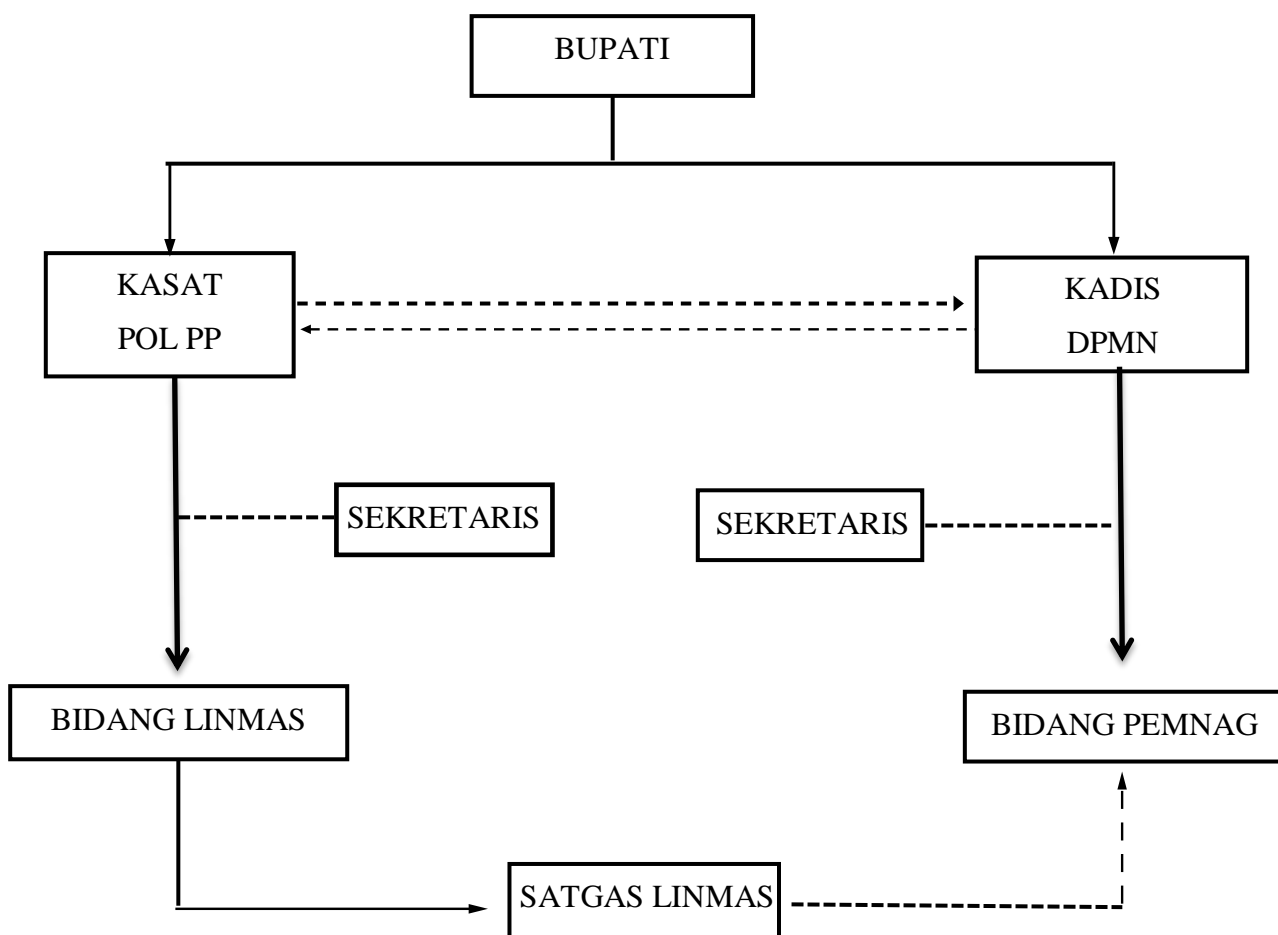 BUPATI
KASAT
POL PP
KADIS
DPMN
SEKRETARIS
SEKRETARIS
BIDANG LINMAS
BIDANG PEMNAG
SATGAS LINMAS